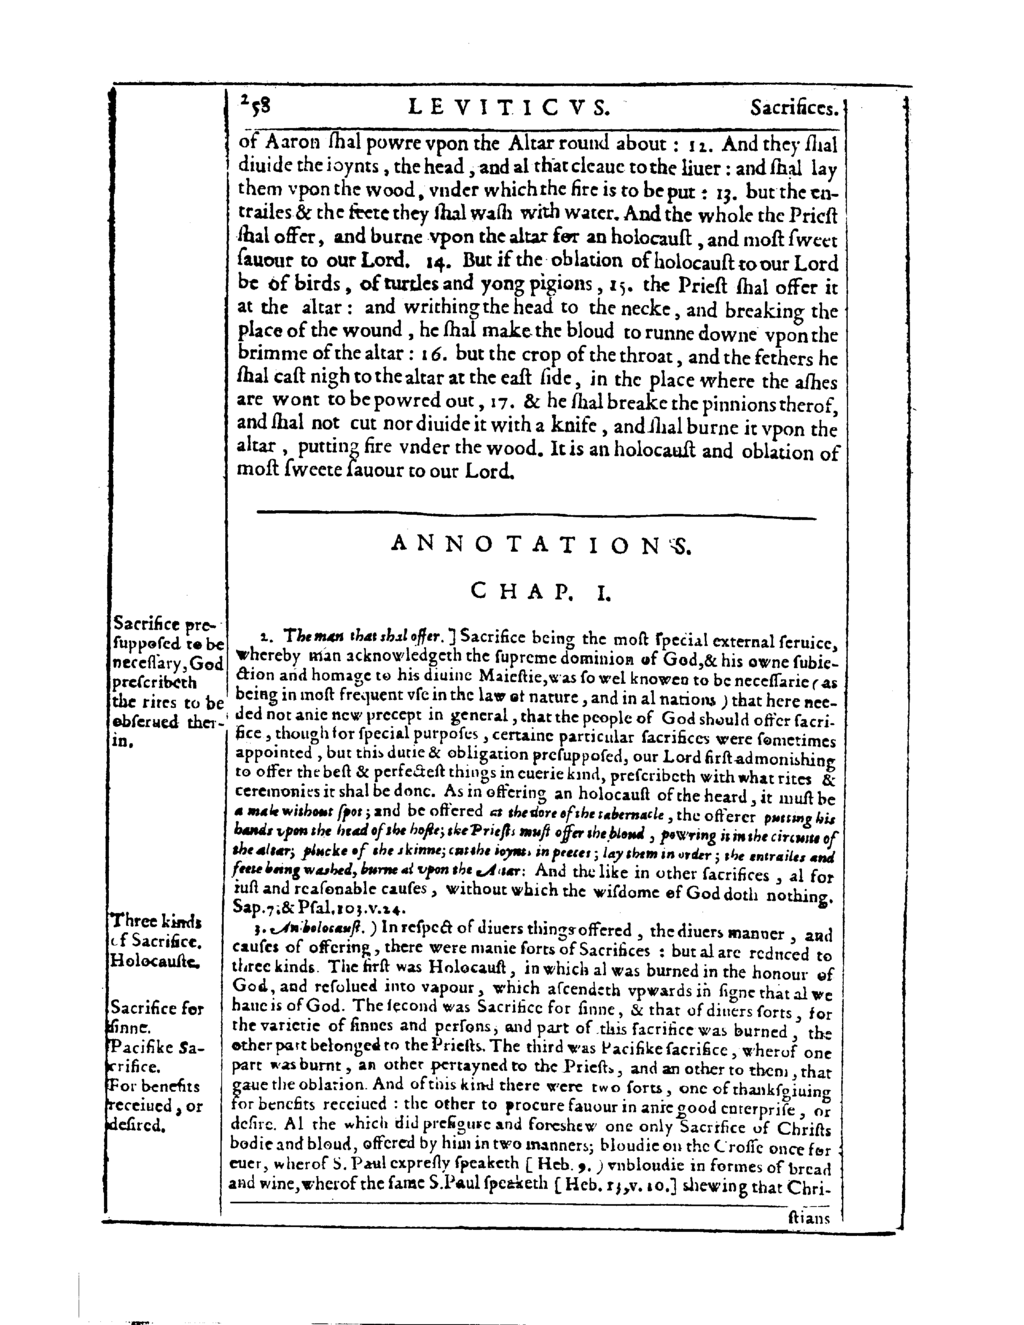 258 LEVITICVS. Sacrifices.
of Aaron ſhal powre vpon the Altar round about : 12. And they ſhal
diuide the ioynts, the head, and al that cleaue to the liuer : and ſhal lay
them vpon the wood, vnder which the fire is to be put : 13. but the en-
trailes & the feete they ſhal waſh with water. And the whole the Prieſt
ſhal offer, and burne vpon the altar for an holocauſt, and moſt ſweet
ſauour to our Lord. 14. But if the oblation of holocauſt to our Lord
be of birds, of turtles and yong pigions, 15. the Prieſt ſhal offer it
at the altar : and writhing the head to the necke, and breaking the
place of the wound, he ſhal make the bloud to runne downe vpon the
brimme of the altar : 16. but the crop of the throat, and the fethers he
ſhal caſt nigh to the altar at the eaſt ſide, in the place where the aſhes
are wont to be powred out, 17. & he ſhal breake the pinnions therof,
and ſhal not cut nor diuide it with a knife, and ſhal burne it vpon the
altar, putting fire vnder the wood. It is an holocauſt and oblation of
moſt ſweete ſauour to our Lord.
ANNOTATIONS.
CHAP. I.
Sacrifice pre-
ſuppoſed to be
neceſſary, God
preſcribeth
the rites to be
obſerued ther-
in.
2. The man that shal offer. ] Sacrifice being the moſt ſpecial external ſeruice,
whereby man acknowledgeth the ſupreme dominion of God, & his owne ſubie-
ction and homage to his diuine Maieſtie, was ſo wel knowen to be neceſſarie (as
being in moſt frequent vſe in the law of nature, and in al nations) that here nee-
ded not anie new precept in general, that the people of God should offer ſacri-
fice, though for ſpecial purpoſes, certaine particular ſacrifices were ſometimes
appointed, but this dutie & obligation preſuppoſed, our Lord firſt admonishing
to offer the beſt & perfecteſt things in euerie kind, preſcribeth with what rites &
ceremonies it shal be done. As in offering an holocauſt of the heard, it muſt be
a male without ſpot; and be offered at the dore of the tabernacle, the offerer putting his
hands vpon the head of the hoſte; the Prieſts muſt offer the bloud, powring it in the circuite of
the altar; plucke of the skinne; cut the ioynts in peeces; lay them in order; the entrailes and
feete being washed, burne al vpon the Altar: And the like in other ſacrifices, al for
iuſt and reaſonable cauſes, without which the wiſdome of God doth nothing.
Sap.7; & Pſal.103.v.24.
Three kinds
of Sacrifice.
Holocauſte.
Sacrifice for
ſinne.
Pacifike Sa-
crifice.
For benefits
receiued, or
deſired.
3. An holocauſt. ) In reſpect of diuers things offered, the diuers manner, and
cauſes of offering, there were manie ſorts of Sacrifices : but al are reduced to
three kinds. The firſt was Holocauſt, in which al was burned in the honour of
God, and reſolued into vapour, which aſcendeth vpwards in ſigne that al we
haue is of God. The ſecond was Sacrifice for ſinne, & that of diuers ſorts, for
the varietie of ſinnes and perſons, and part of this ſacrifice was burned, the
other part belonged to the Prieſts. The third was Pacifike ſacrifice, wherof one
part was burnt, an other pertayned to the Prieſts, and an other to them, that
gaue the oblation. And of this kind there were two ſorts, one of thankſgiuing
for benefits receiued : the other to procure fauour in anie good enterpriſe, or
deſire. Al the which did prefigure and foreshew one only Sacrifice of Chriſts
bodie and bloud, offered by him in two manners; bloudie on the Croſſe once for
euer, wherof S. Paul expreſly ſpeaketh [ Heb. 9. ) vnbloudie in formes of bread
and wine, wherof the ſame S. Paul ſpeaketh [ Heb. 13, v. 10.] shewing that Chri-
ſtians